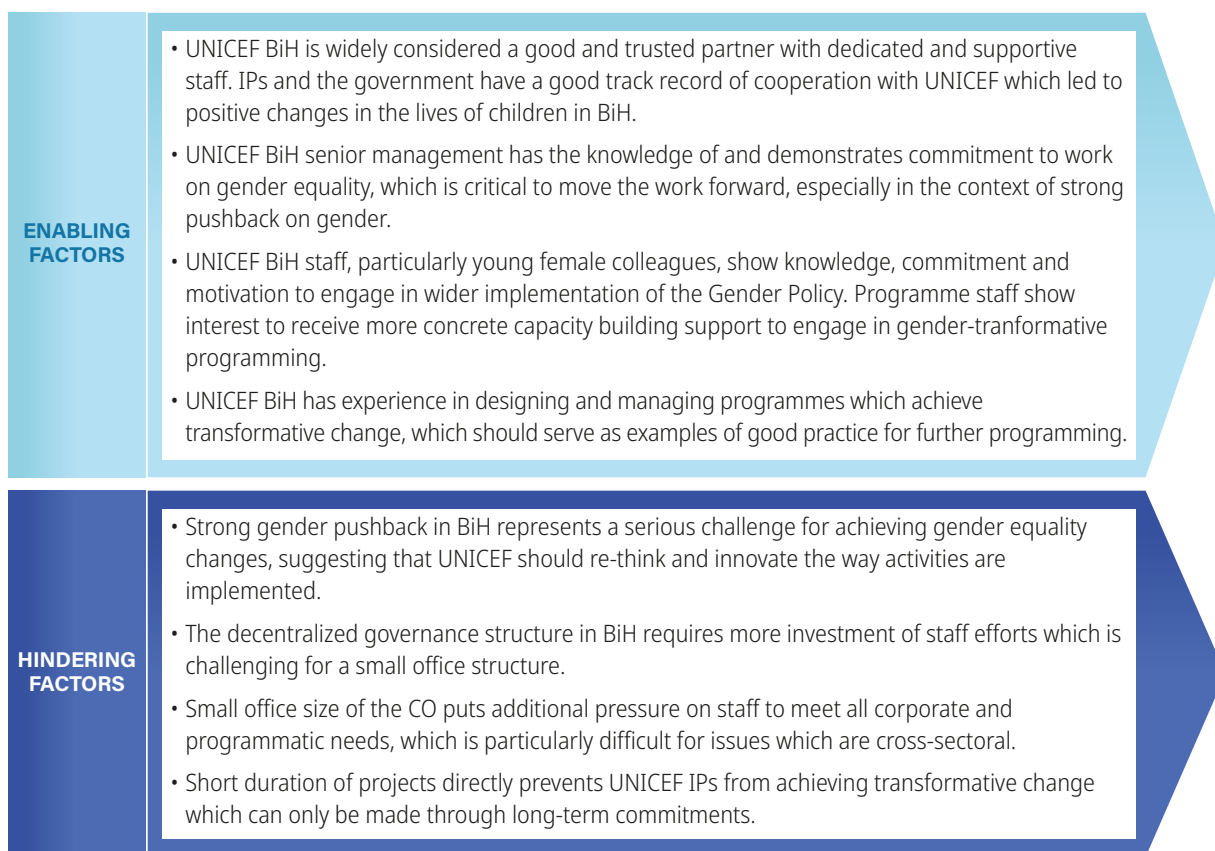 ENABLING
FACTORS
• UNICEF BiH is widely considered a good and trusted partner with dedicated and supportive
staff. IPs and the government have a good track record of cooperation with UNICEF which led to
positive changes in the lives of children in BiH.
• UNICEF BiH senior management has the knowledge of and demonstrates commitment to work
on gender equality, which is critical to move the work forward, especially in the context of strong
pushback on gender.
• UNICEF BiH staff, particularly young female colleagues, show knowledge, commitment and
motivation to engage in wider implementation of the Gender Policy. Programme staff show
interest to receive more concrete capacity building support to engage in gender-tranformative
programming.
• UNICEF BiH has experience in designing and managing programmes which achieve
transformative change, which should serve as examples of good practice for further programming.
HINDERING
FACTORS
• Strong gender pushback in BiH represents a serious challenge for achieving gender equality
changes, suggesting that UNICEF should re-think and innovate the way activities are
implemented.
• The decentralized governance structure in BiH requires more investment of staff efforts which is
challenging for a small office structure.
• Small office size of the CO puts additional pressure on staff to meet all corporate and
programmatic needs, which is particularly difficult for issues which are cross-sectoral.
• Short duration of projects directly prevents UNICEF IPs from achieving transformative change
which can only be made through long-term commitments.